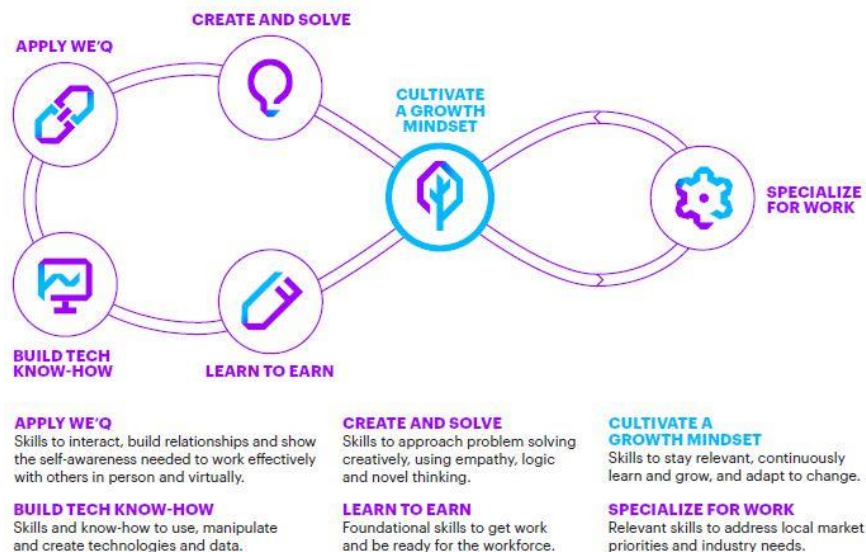 CREATE AND SOLVE
APPLY WE’Q
CULTIVATE
A GROWTH
MINDSET
SPECIALIZE
FOR WORK
BUILD TECH
KNOW-HOW
LEARN TO EARN
APPLY WE’Q
Skills to interact, build relationships and show
the self-awareness needed to work effectively
with others in person and virtually.
CREATE AND SOLVE
Skills to approach problem solving
creatively, using empathy, logic
and novel thinking.
CULTIVATE A
GROWTH MINDSET
Skills to stay relevant, continuously
learn and grow, and adapt to change.
BUILD TECH KNOW-HOW
Skills and know-how to use, manipulate
and create technologies and data.
LEARN TO EARN
Foundational skills to get work
and be ready for the workforce.
SPECIALIZE FOR WORK
Relevant skills to address local market
priorities and industry needs.